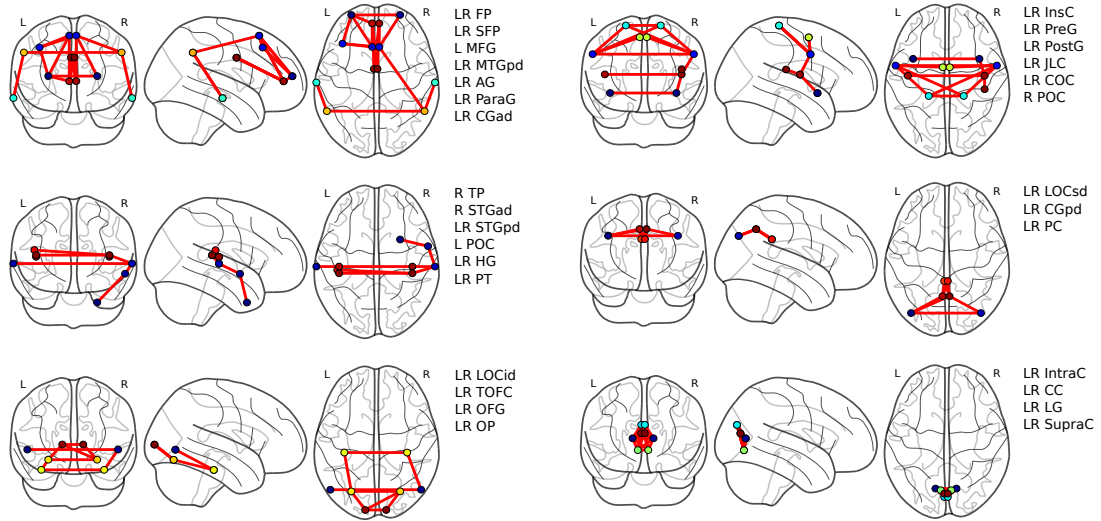 L R L R
LR FP
LR SFP
L MFG
LR MTGpd
LR AG
LR ParaG
LR CGad
L R L R
LR InsC
LR PreG
LR PostG
LR JLC
LR COC
R POC
L R L R
R TP
R STGad
LR STGpd
L POC
LR HG
LR PT
L R L R
LR LOCsd
LR CGpd
LR PC
L R L R
LR LOCid
LR TOFC
LR OFG
LR OP
L R L R
LR IntraC
LR CC
LR LG
LR SupraC